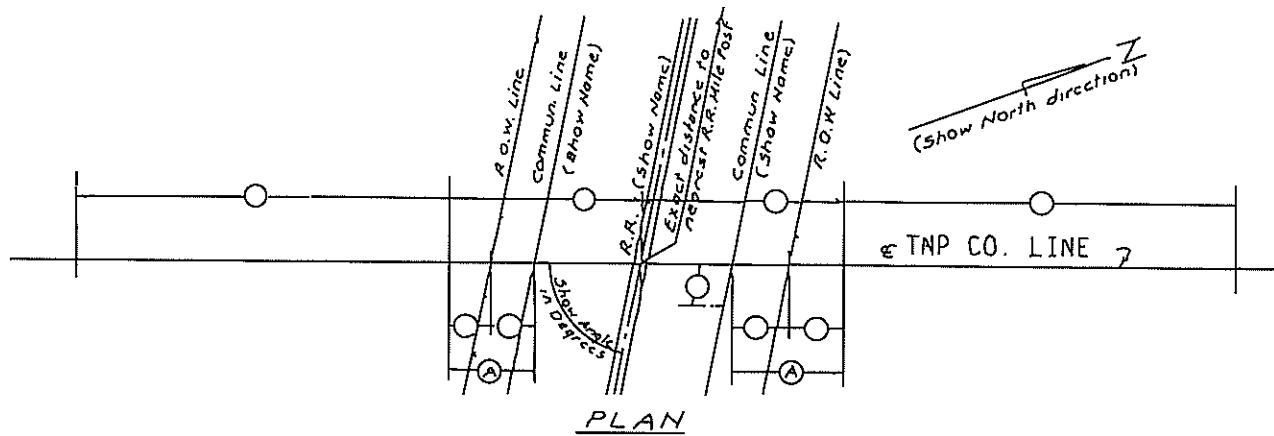 R.O.W. Line
Commun. Line
(Show Name)
R.R. (Show Name)
Exact distance to
nearest R.R. Mile Post
Commun Line
(Show Name)
R.O.W Line)
(Show North direction)
TNP CO. LINE
Show Angle
in Degrees
A
A
PLAN